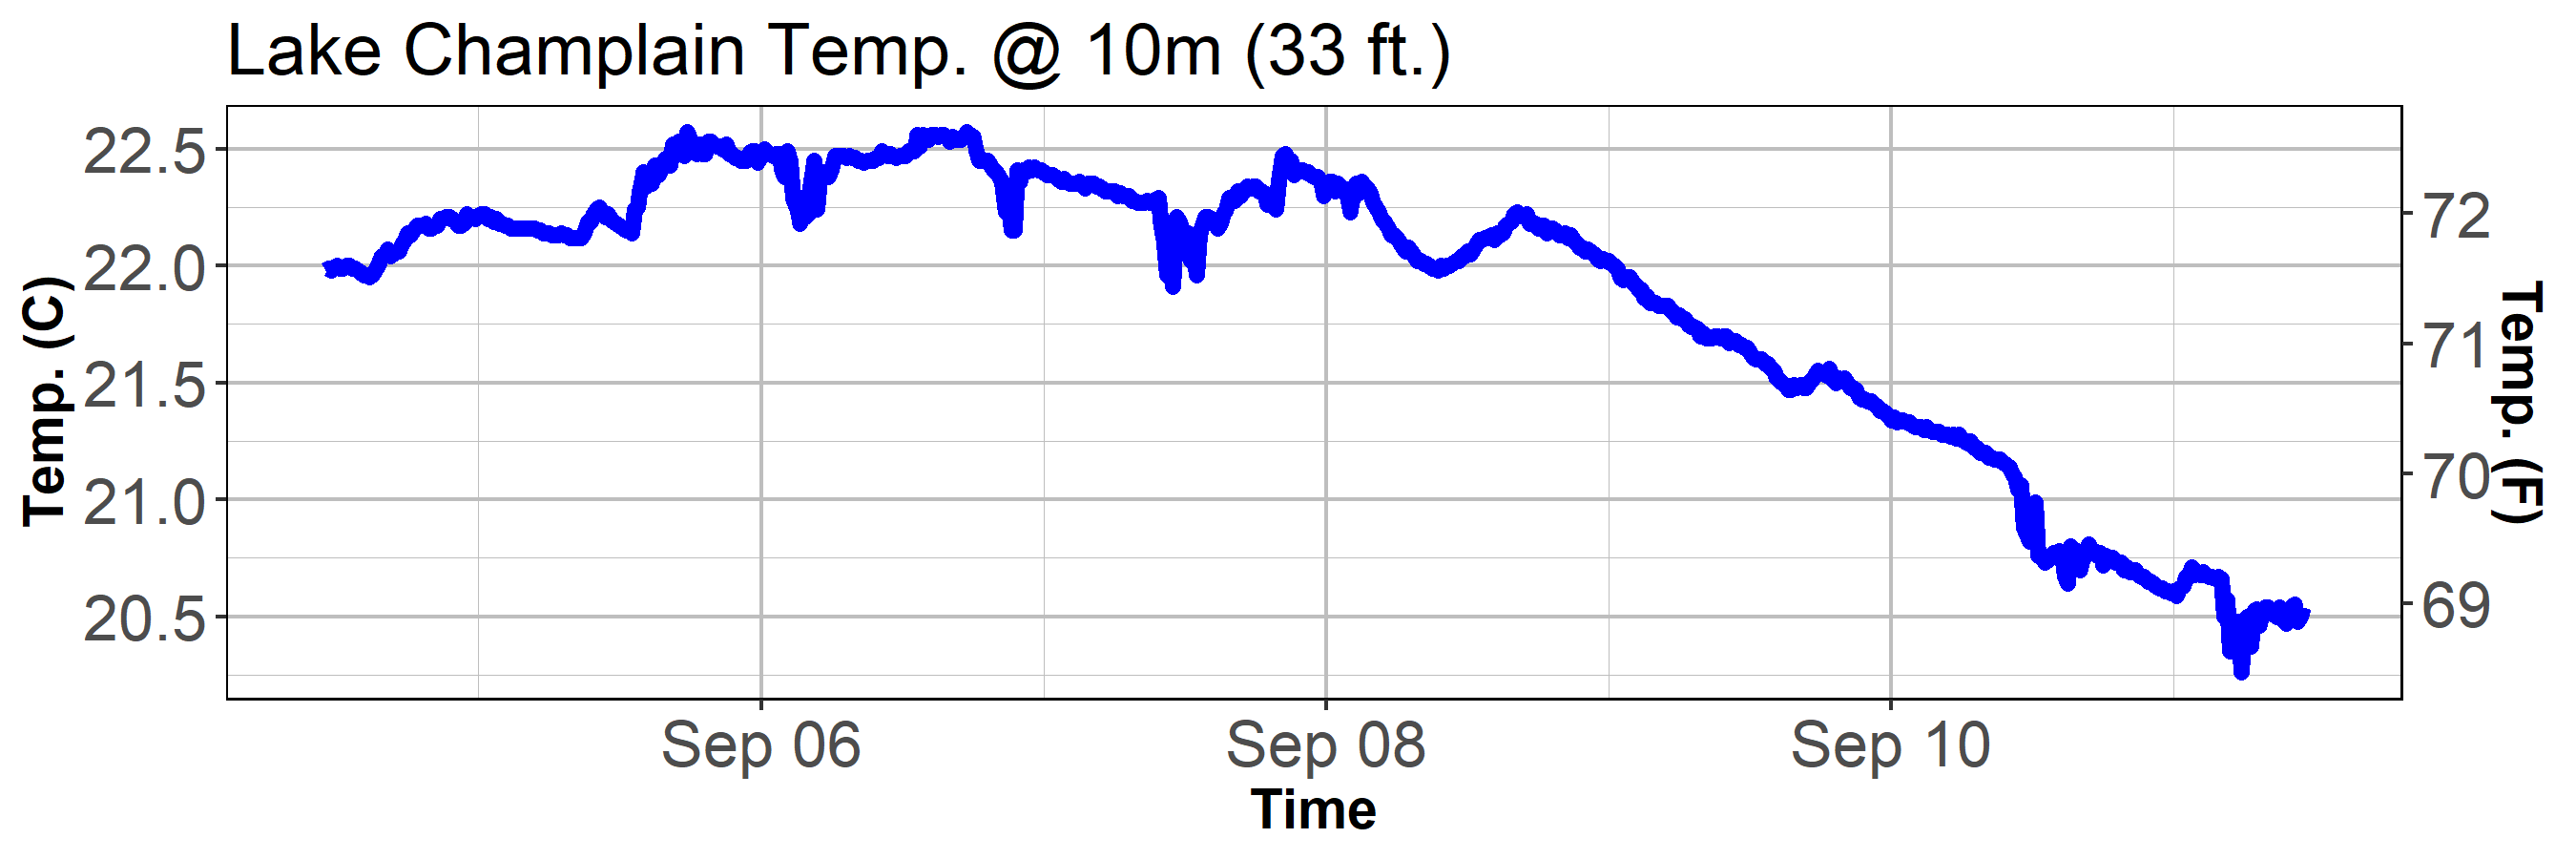 Lake Champlain Temp. @ 10m (33 ft.)
Temp. (C)
22.5
22.0
21.5
21.0
20.5
72
71
70
69
Temp. (F)
Sep 06
Sep 08
Sep 10
Time